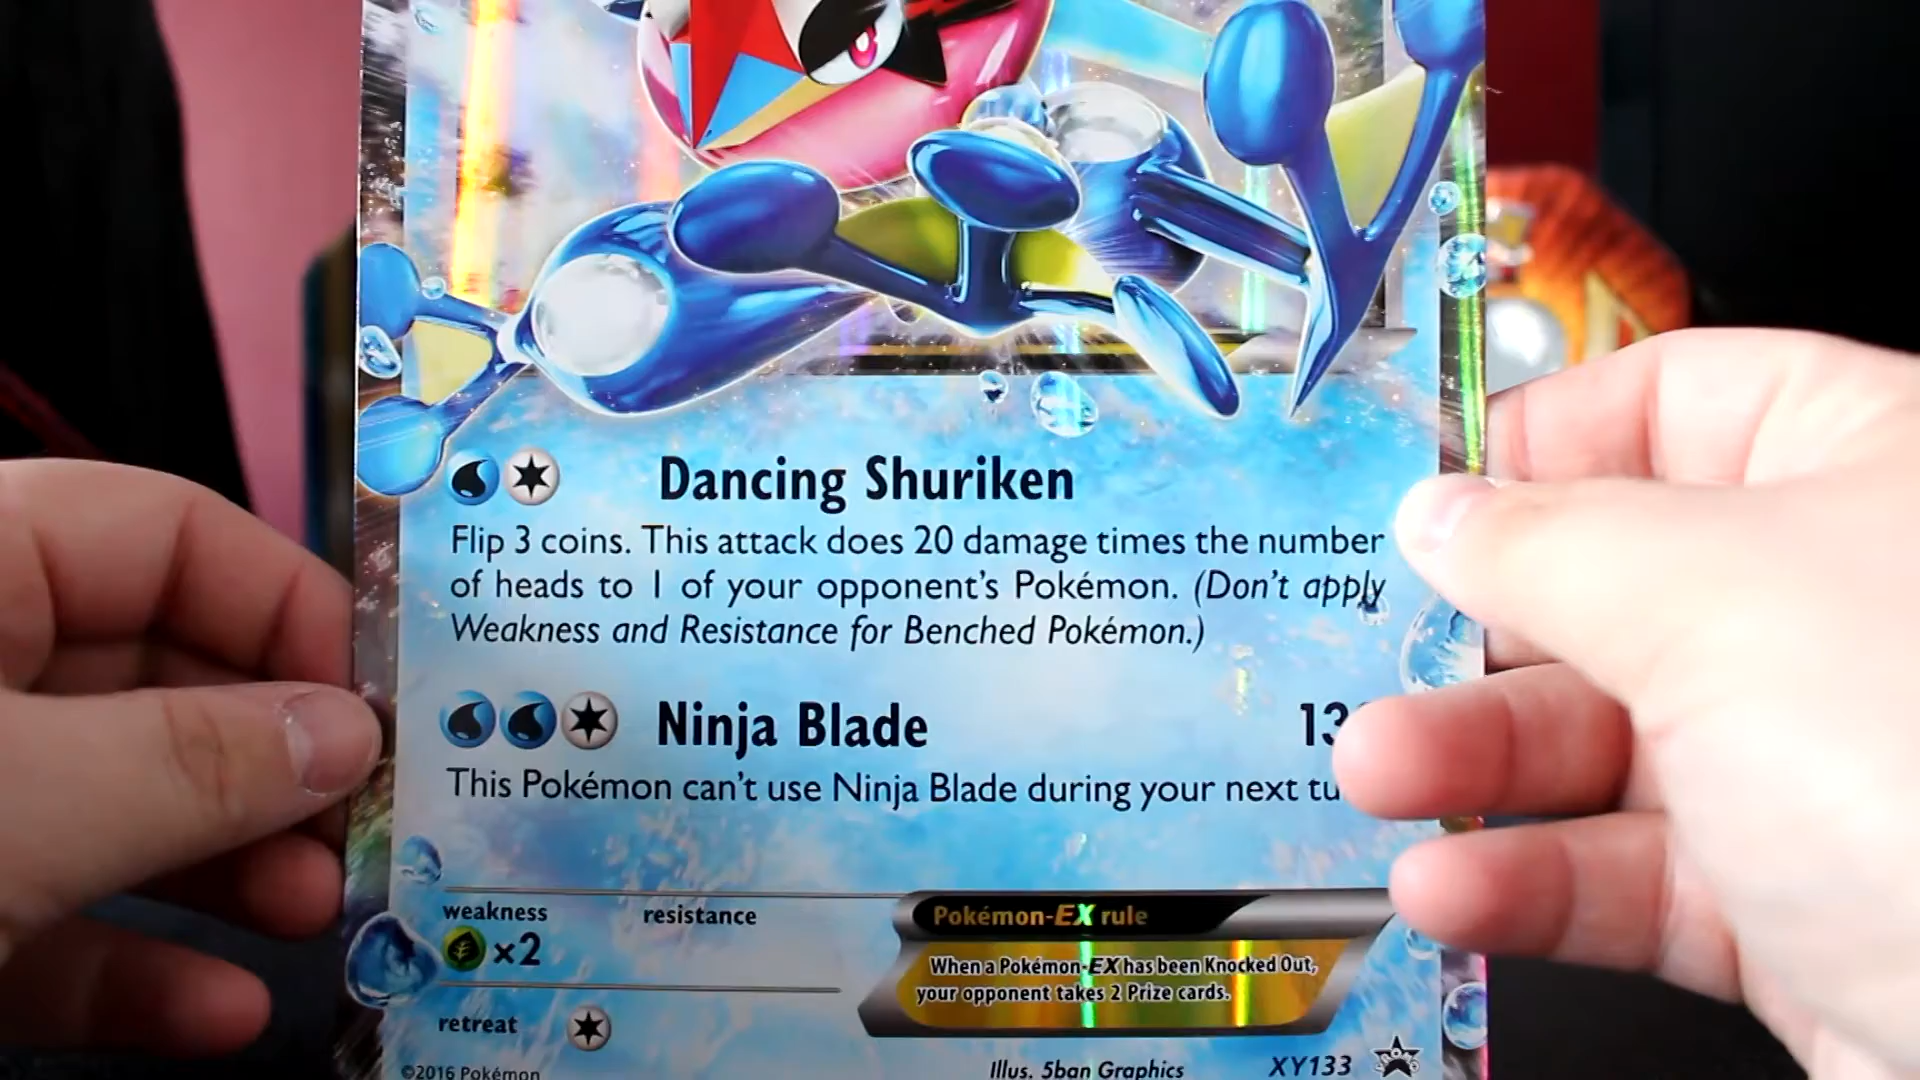 Dancing Shuriken
Flip 3 coins. This attack does 20 damage times the number
of heads to 1 of your opponent's Pokémon. (Don't apply
Weakness and Resistance for Benched Pokémon.)
Ninja Blade 13
This Pokémon can't use Ninja Blade during your next tu
weakness resistance
×2
Pokémon-EX rule
When a Pokémon-EX has been Knocked Out,
your opponent takes 2 Prize cards.
retreat
©2016 Pokémon
Illus. 5ban Graphics
XY133
PROMO